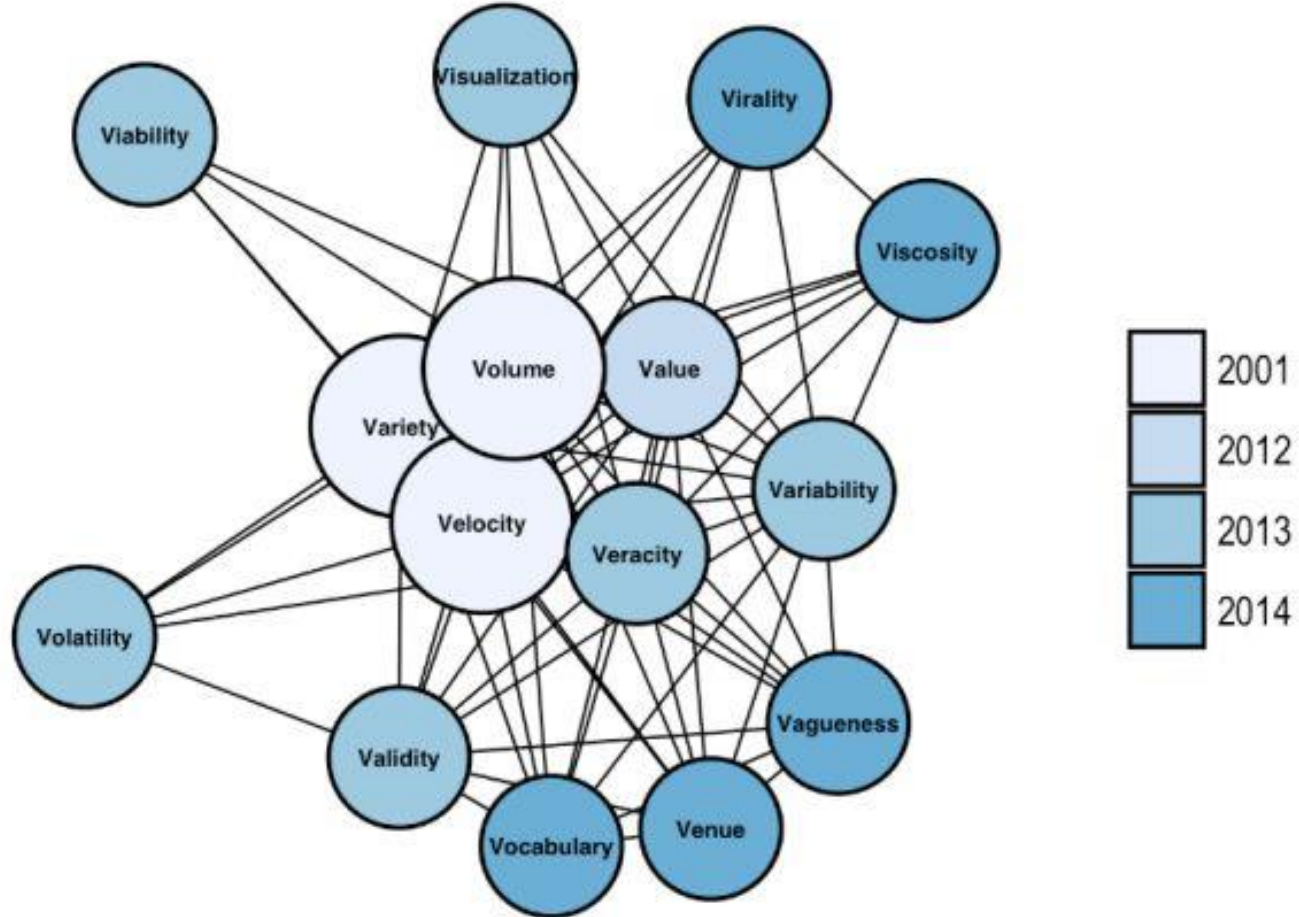 Visualization
Virality
Viability
Viscosity
Volume
Value
Variety
Variability
Velocity
Veracity
Volatility
Vagueness
Validity
Venue
Vocabulary
2001
2012
2013
2014